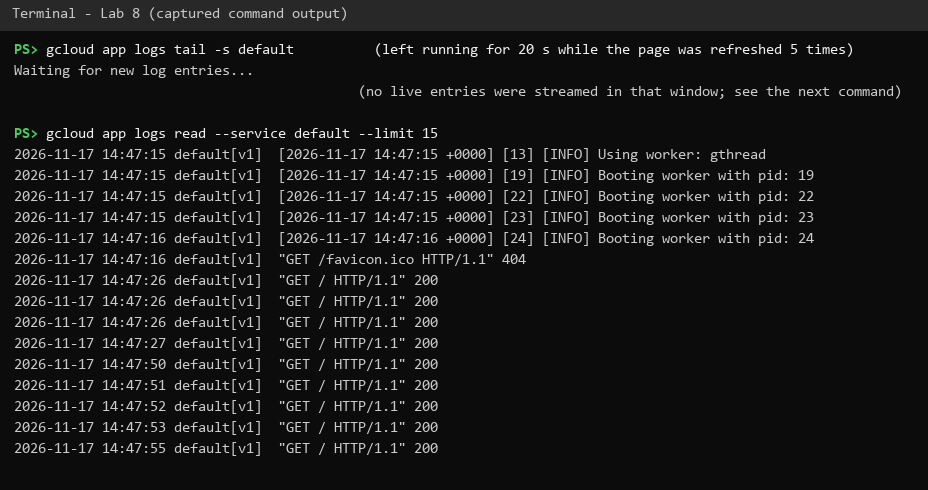 Terminal - Lab 8 (captured command output)
PS> gcloud app logs tail -s default          (left running for 20 s while the page was refreshed 5 times)
Waiting for new log entries...
(no live entries were streamed in that window; see the next command)
PS> gcloud app logs read --service default --limit 15
2026-11-17 14:47:15 default[v1]  [2026-11-17 14:47:15 +0000] [13] [INFO] Using worker: gthread
2026-11-17 14:47:15 default[v1]  [2026-11-17 14:47:15 +0000] [19] [INFO] Booting worker with pid: 19
2026-11-17 14:47:15 default[v1]  [2026-11-17 14:47:15 +0000] [22] [INFO] Booting worker with pid: 22
2026-11-17 14:47:15 default[v1]  [2026-11-17 14:47:15 +0000] [23] [INFO] Booting worker with pid: 23
2026-11-17 14:47:16 default[v1]  [2026-11-17 14:47:16 +0000] [24] [INFO] Booting worker with pid: 24
2026-11-17 14:47:16 default[v1]  "GET /favicon.ico HTTP/1.1" 404
2026-11-17 14:47:26 default[v1]  "GET / HTTP/1.1" 200
2026-11-17 14:47:26 default[v1]  "GET / HTTP/1.1" 200
2026-11-17 14:47:26 default[v1]  "GET / HTTP/1.1" 200
2026-11-17 14:47:27 default[v1]  "GET / HTTP/1.1" 200
2026-11-17 14:47:50 default[v1]  "GET / HTTP/1.1" 200
2026-11-17 14:47:51 default[v1]  "GET / HTTP/1.1" 200
2026-11-17 14:47:52 default[v1]  "GET / HTTP/1.1" 200
2026-11-17 14:47:53 default[v1]  "GET / HTTP/1.1" 200
2026-11-17 14:47:55 default[v1]  "GET / HTTP/1.1" 200